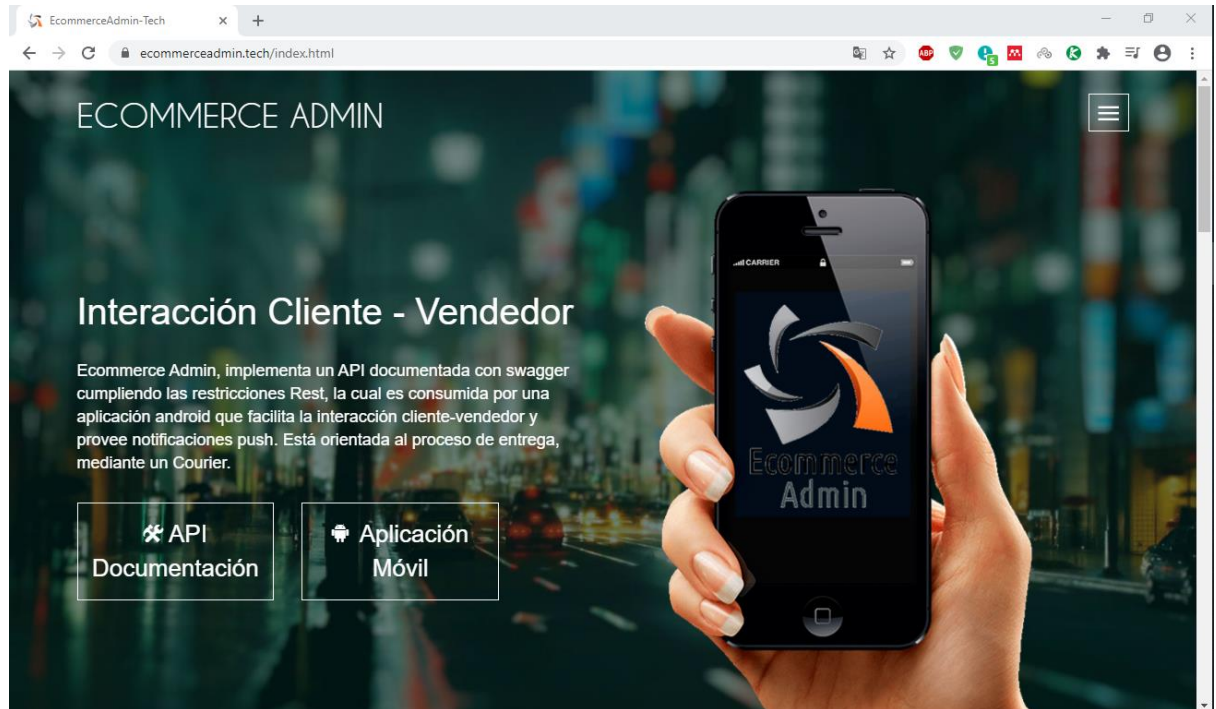 EcommerceAdmin-Tech
ecommerceadmin.tech/index.html
ABP
5
ECOMMERCE ADMIN
CARRIER
Interacción Cliente - Vendedor
Ecommerce Admin, implementa un API documentada con swagger
cumpliendo las restricciones Rest, la cual es consumida por una
aplicación android que facilita la interacción cliente-vendedor y
provee notificaciones push. Está orientada al proceso de entrega,
mediante un Courier.
Ecommerce
Admin
API
Documentación
Aplicación
Móvil